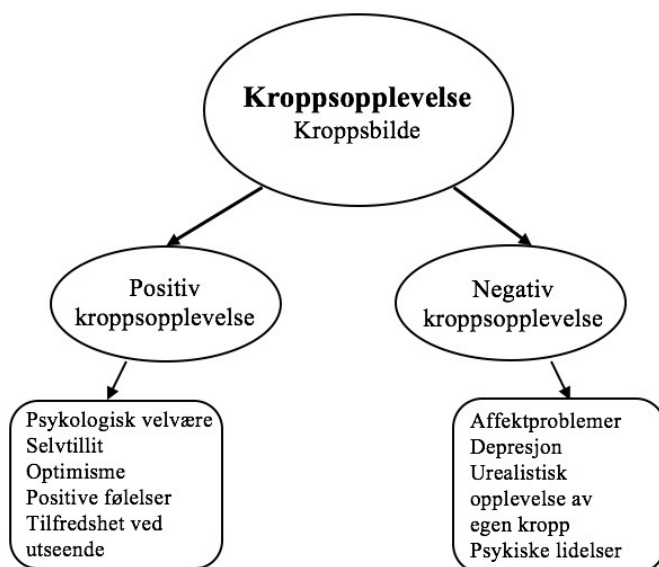 Kroppsopplevelse
Kroppsbilde
Positiv
kroppsopplevelse
Negativ
kroppsopplevelse
Psykologisk velvære
Selvtillit
Optimisme
Positive følelser
Tilfredshet ved
utseende
Affektproblemer
Depresjon
Urealistisk
opplevelse av
egen kropp
Psykiske lidelser